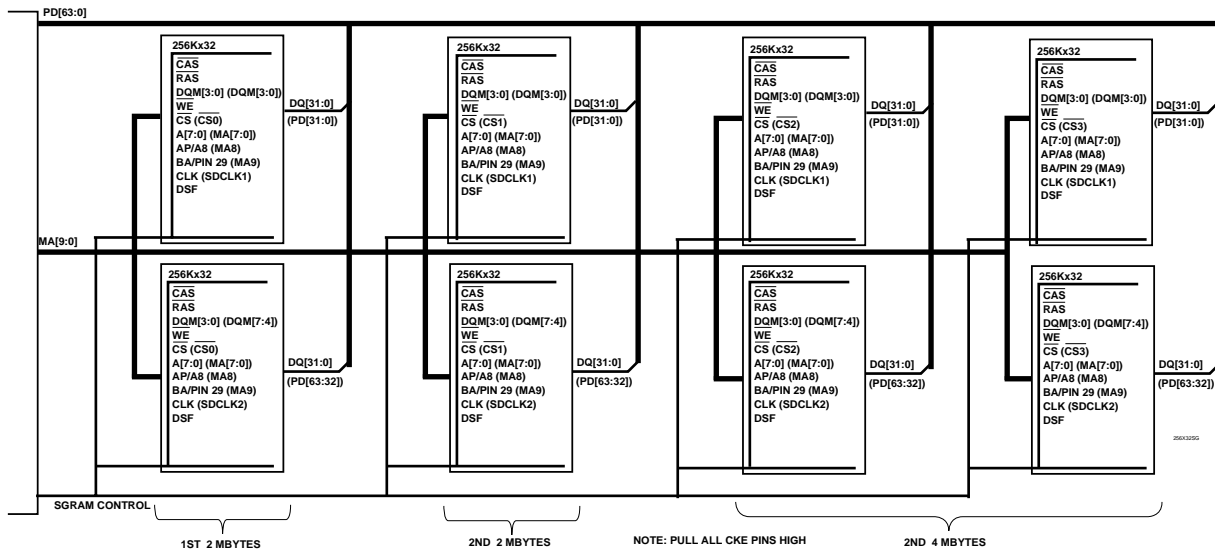 PD[63:0]
256Kx32
CAS
RAS
DQM[3:0] (DQM[3:0])
WE
CS (CS0)
A[7:0] (MA[7:0])
AP/A8 (MA8)
BA/PIN 29 (MA9)
CLK (SDCLK1)
DSF
DQ[31:0]
(PD[31:0])
256Kx32
CAS
RAS
DQM[3:0] (DQM[3:0])
WE
CS (CS1)
A[7:0] (MA[7:0])
AP/A8 (MA8)
BA/PIN 29 (MA9)
CLK (SDCLK1)
DSF
DQ[31:0]
(PD[31:0])
256Kx32
CAS
RAS
DQM[3:0] (DQM[3:0])
WE
CS (CS2)
A[7:0] (MA[7:0])
AP/A8 (MA8)
BA/PIN 29 (MA9)
CLK (SDCLK1)
DSF
DQ[31:0]
(PD[31:0])
256Kx32
CAS
RAS
DQM[3:0] (DQM[3:0])
WE
CS (CS3)
A[7:0] (MA[7:0])
AP/A8 (MA8)
BA/PIN 29 (MA9)
CLK (SDCLK1)
DSF
DQ[31:0]
(PD[31:0])
MA[9:0]
256Kx32
CAS
RAS
DQM[3:0] (DQM[7:4])
WE
CS (CS0)
A[7:0] (MA[7:0])
AP/A8 (MA8)
BA/PIN 29 (MA9)
CLK (SDCLK2)
DSF
DQ[31:0]
(PD[63:32])
256Kx32
CAS
RAS
DQM[3:0] (DQM[7:4])
WE
CS (CS1)
A[7:0] (MA[7:0])
AP/A8 (MA8)
BA/PIN 29 (MA9)
CLK (SDCLK2)
DSF
DQ[31:0]
(PD[63:32])
256Kx32
CAS
RAS
DQM[3:0] (DQM[7:4])
WE
CS (CS2)
A[7:0] (MA[7:0])
AP/A8 (MA8)
BA/PIN 29 (MA9)
CLK (SDCLK2)
DSF
DQ[31:0]
(PD[63:32])
256Kx32
CAS
RAS
DQM[3:0] (DQM[7:4])
WE
CS (CS3)
A[7:0] (MA[7:0])
AP/A8 (MA8)
BA/PIN 29 (MA9)
CLK (SDCLK2)
DSF
DQ[31:0]
(PD[63:32])
256X32SG
SGRAM CONTROL
1ST 2 MBYTES
2ND 2 MBYTES
NOTE: PULL ALL CKE PINS HIGH
2ND 4 MBYTES